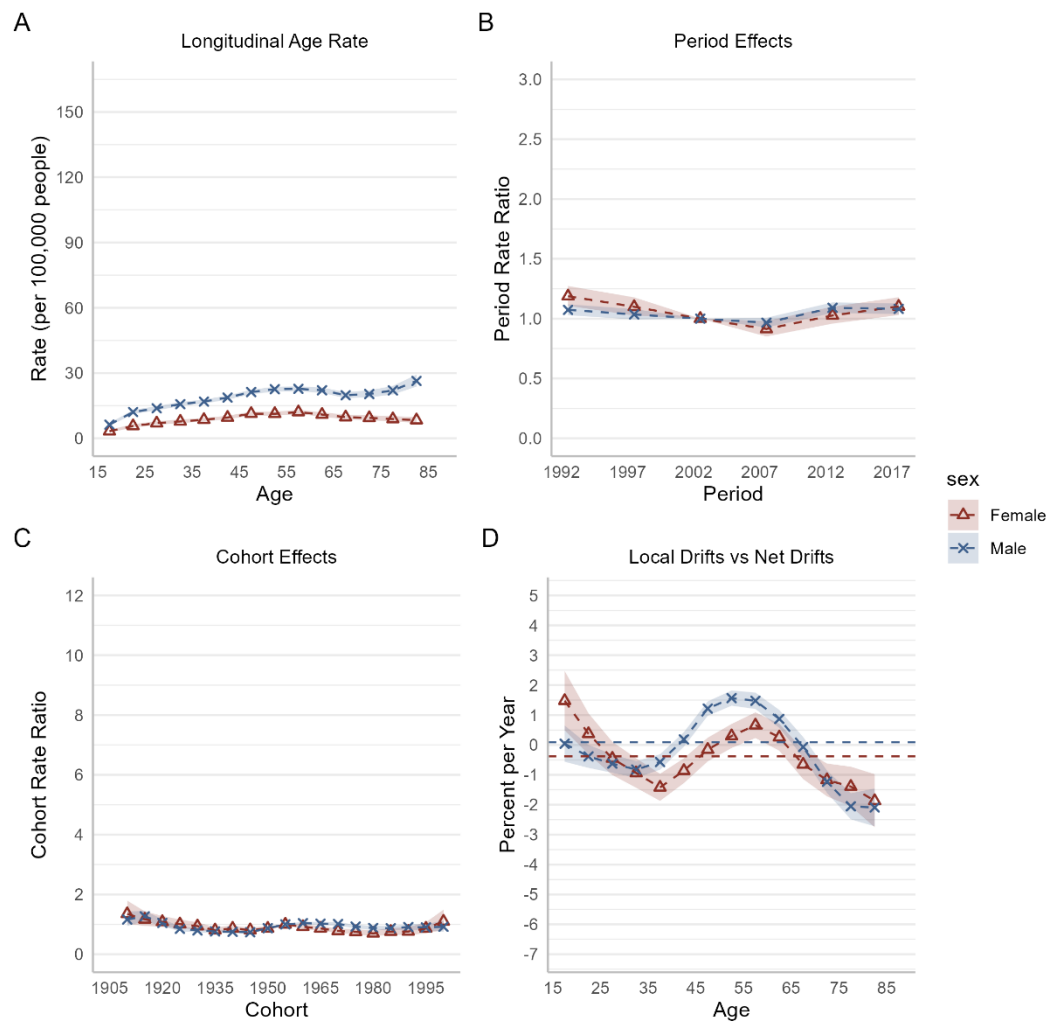 A
Longitudinal Age Rate
150
120
90
60
30
0
Rate (per 100,000 people)
15 25 35 45 55 65 75 85
Age
B
Period Effects
3.0
2.5
2.0
1.5
1.0
0.5
0.0
Period Rate Ratio
1992 1997 2002 2007 2012 2017
Period
C
Cohort Effects
12
10
8
6
4
2
0
Cohort Rate Ratio
1905 1920 1935 1950 1965 1980 1995
Cohort
D
Local Drifts vs Net Drifts
5
4
3
2
1
0
-1
-2
-3
-4
-5
-6
-7
Percent per Year
15 25 35 45 55 65 75 85
Age
sex
Female
Male